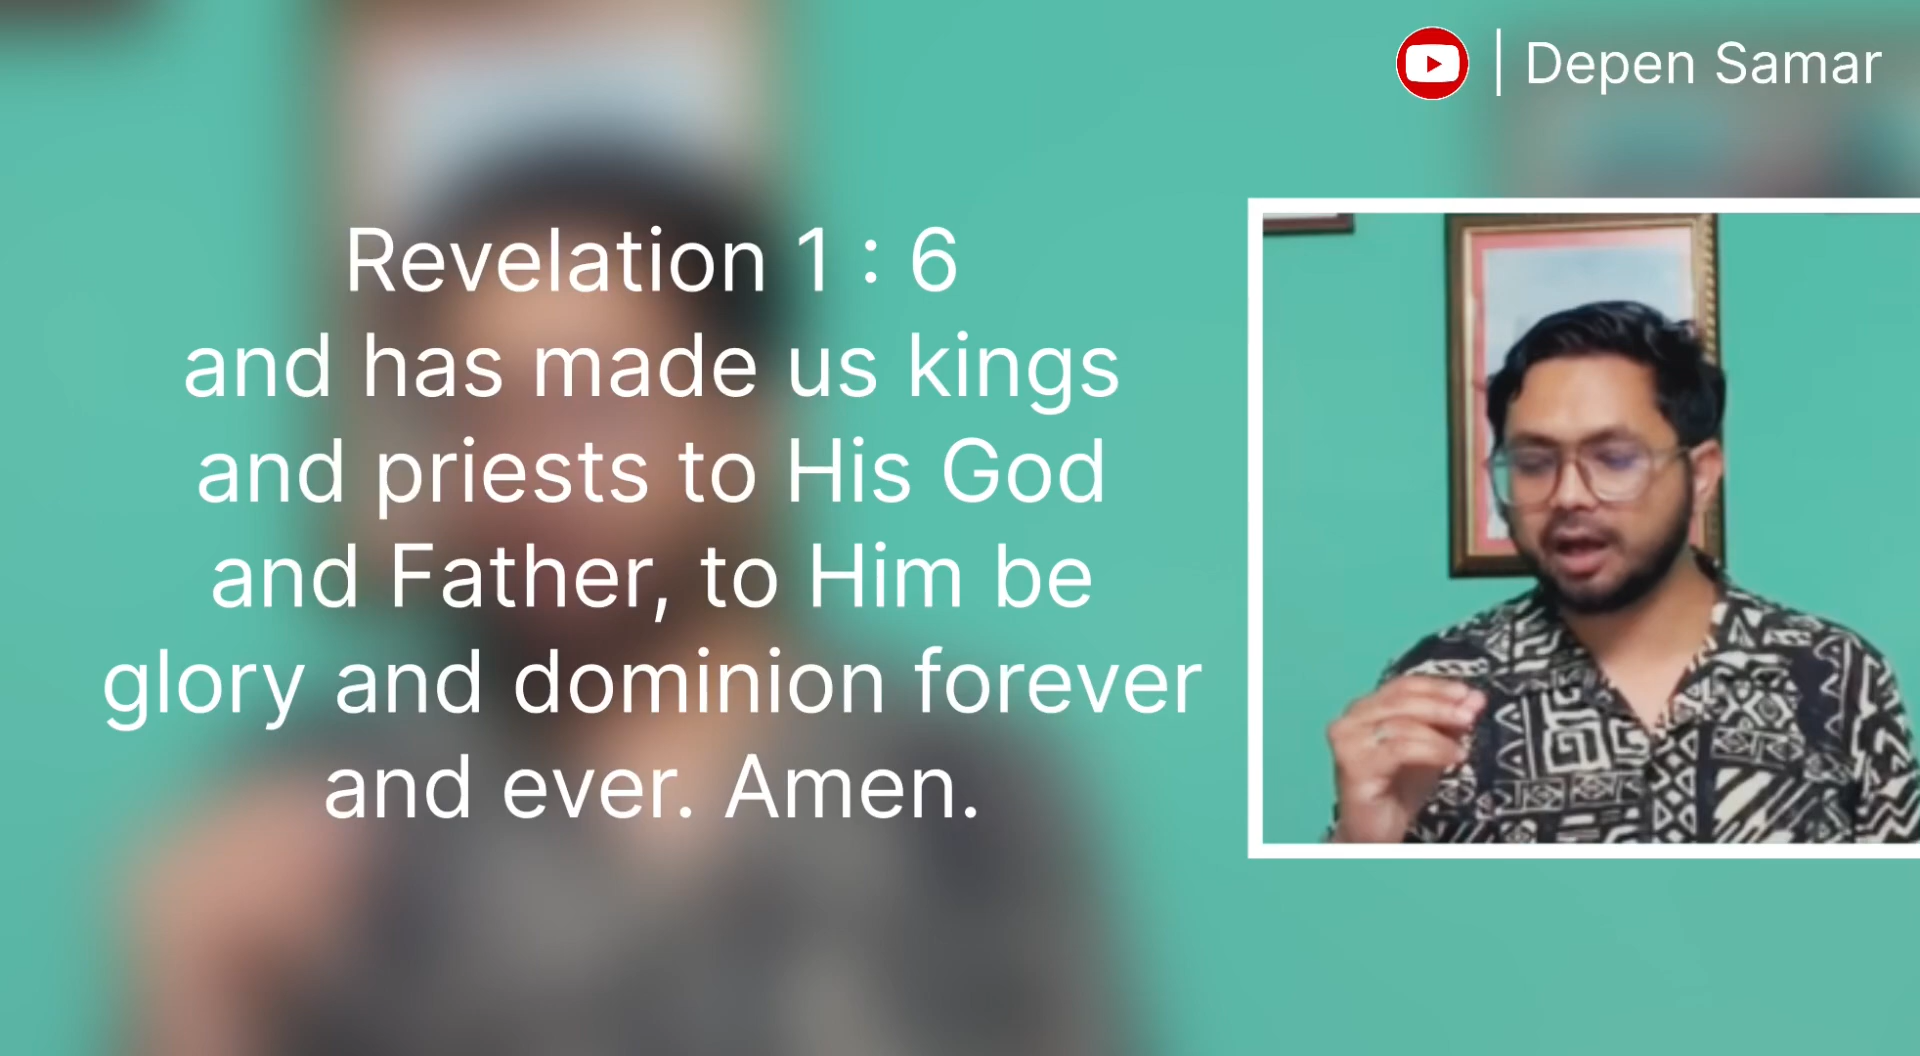 Depen Samar
Revelation 1 : 6
and has made us kings
and priests to His God
and Father, to Him be
glory and dominion forever
and ever. Amen.